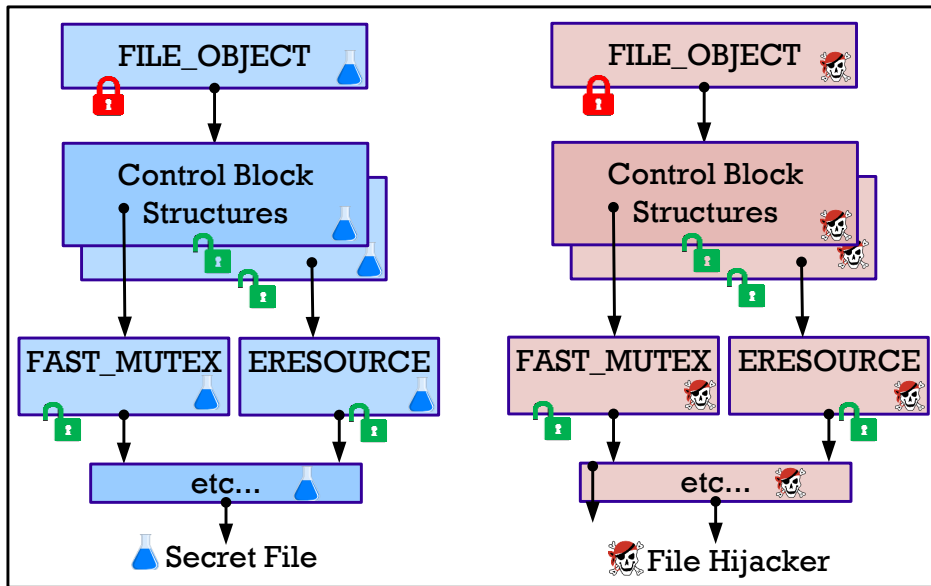 FILE_OBJECT
Control Block
Structures
FAST_MUTEX
ERESOURCE
etc...
Secret File
FILE_OBJECT
Control Block
Structures
FAST_MUTEX
ERESOURCE
etc...
File Hijacker